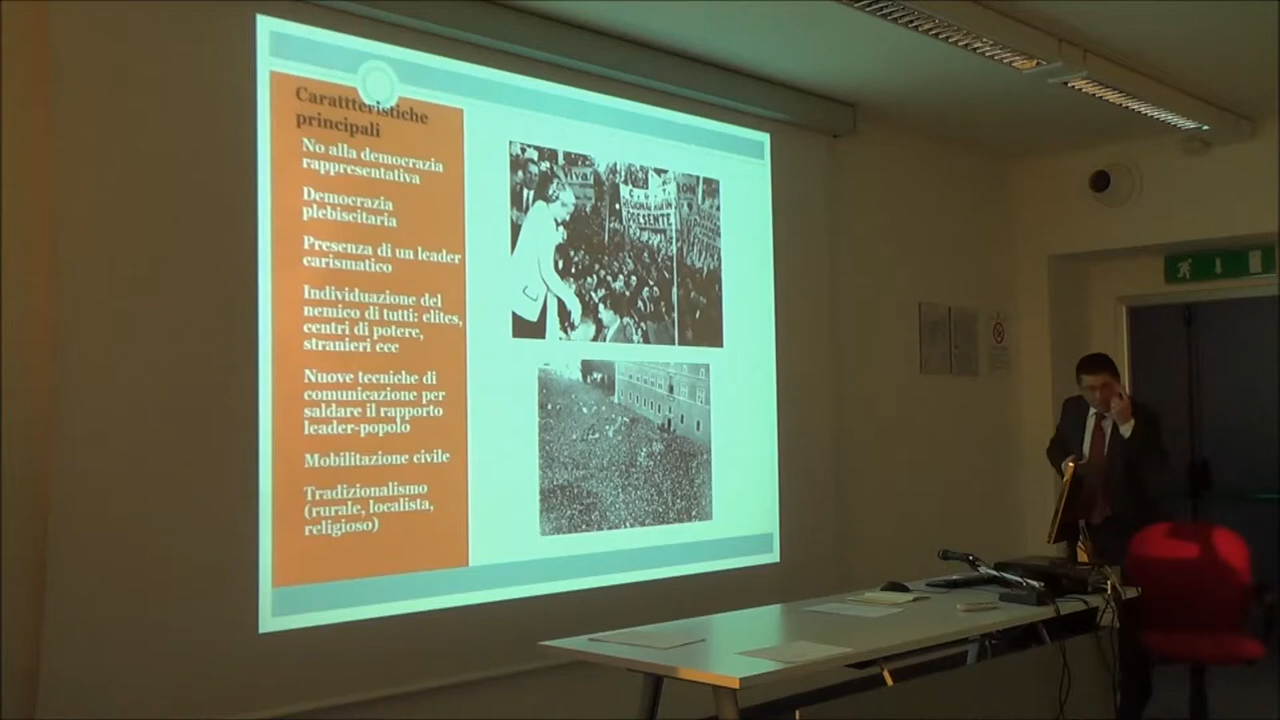 Carattteristiche
principali
No alla democrazia
rappresentativa
Democrazia
plebiscitaria
Presenza di un leader
carismatico
Individuazione del
nemico di tutti: elites,
centri di potere,
stranieri ecc
Nuove tecniche di
comunicazione per
saldare il rapporto
leader-popolo
Mobilitazione civile
Tradizionalismo
(rurale, localista,
religioso)
PRESENTE